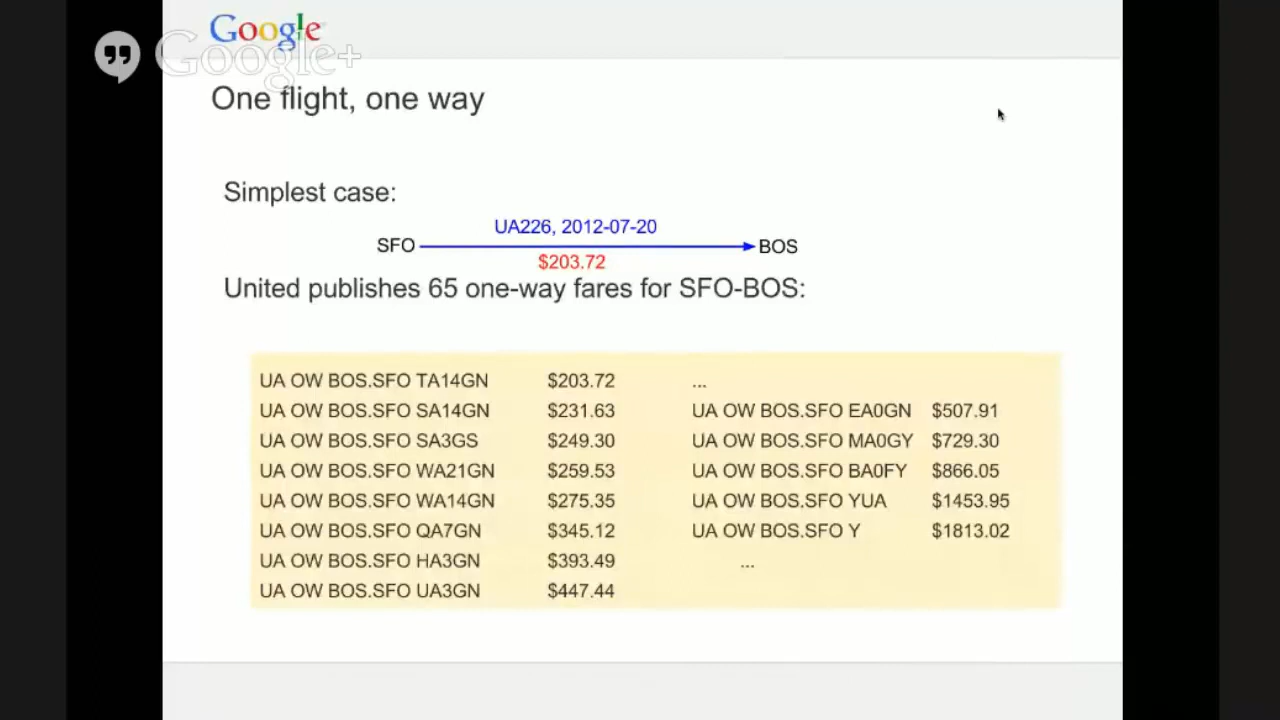 Google
Google+
One flight, one way
Simplest case:
UA226, 2012-07-20
SFO BOS
$203.72
United publishes 65 one-way fares for SFO-BOS:
UA OW BOS.SFO TA14GN $203.72
UA OW BOS.SFO SA14GN $231.63
UA OW BOS.SFO SA3GS $249.30
UA OW BOS.SFO WA21GN $259.53
UA OW BOS.SFO WA14GN $275.35
UA OW BOS.SFO QA7GN $345.12
UA OW BOS.SFO HA3GN $393.49
UA OW BOS.SFO UA3GN $447.44
...
UA OW BOS.SFO EA0GN $507.91
UA OW BOS.SFO MA0GY $729.30
UA OW BOS.SFO BA0FY $866.05
UA OW BOS.SFO YUA $1453.95
UA OW BOS.SFO Y $1813.02
...